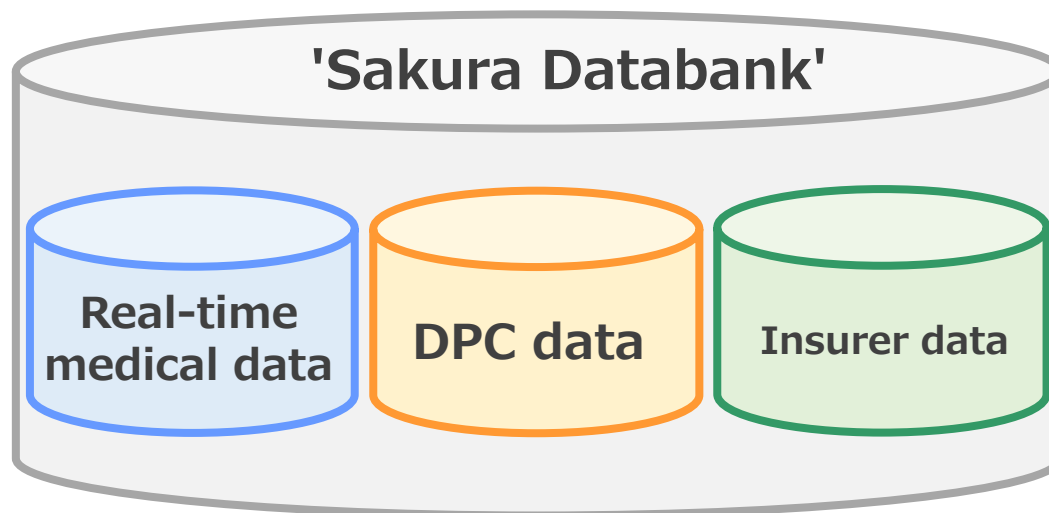 'Sakura Databank'
Real-time
medical data
DPC data
Insurer data